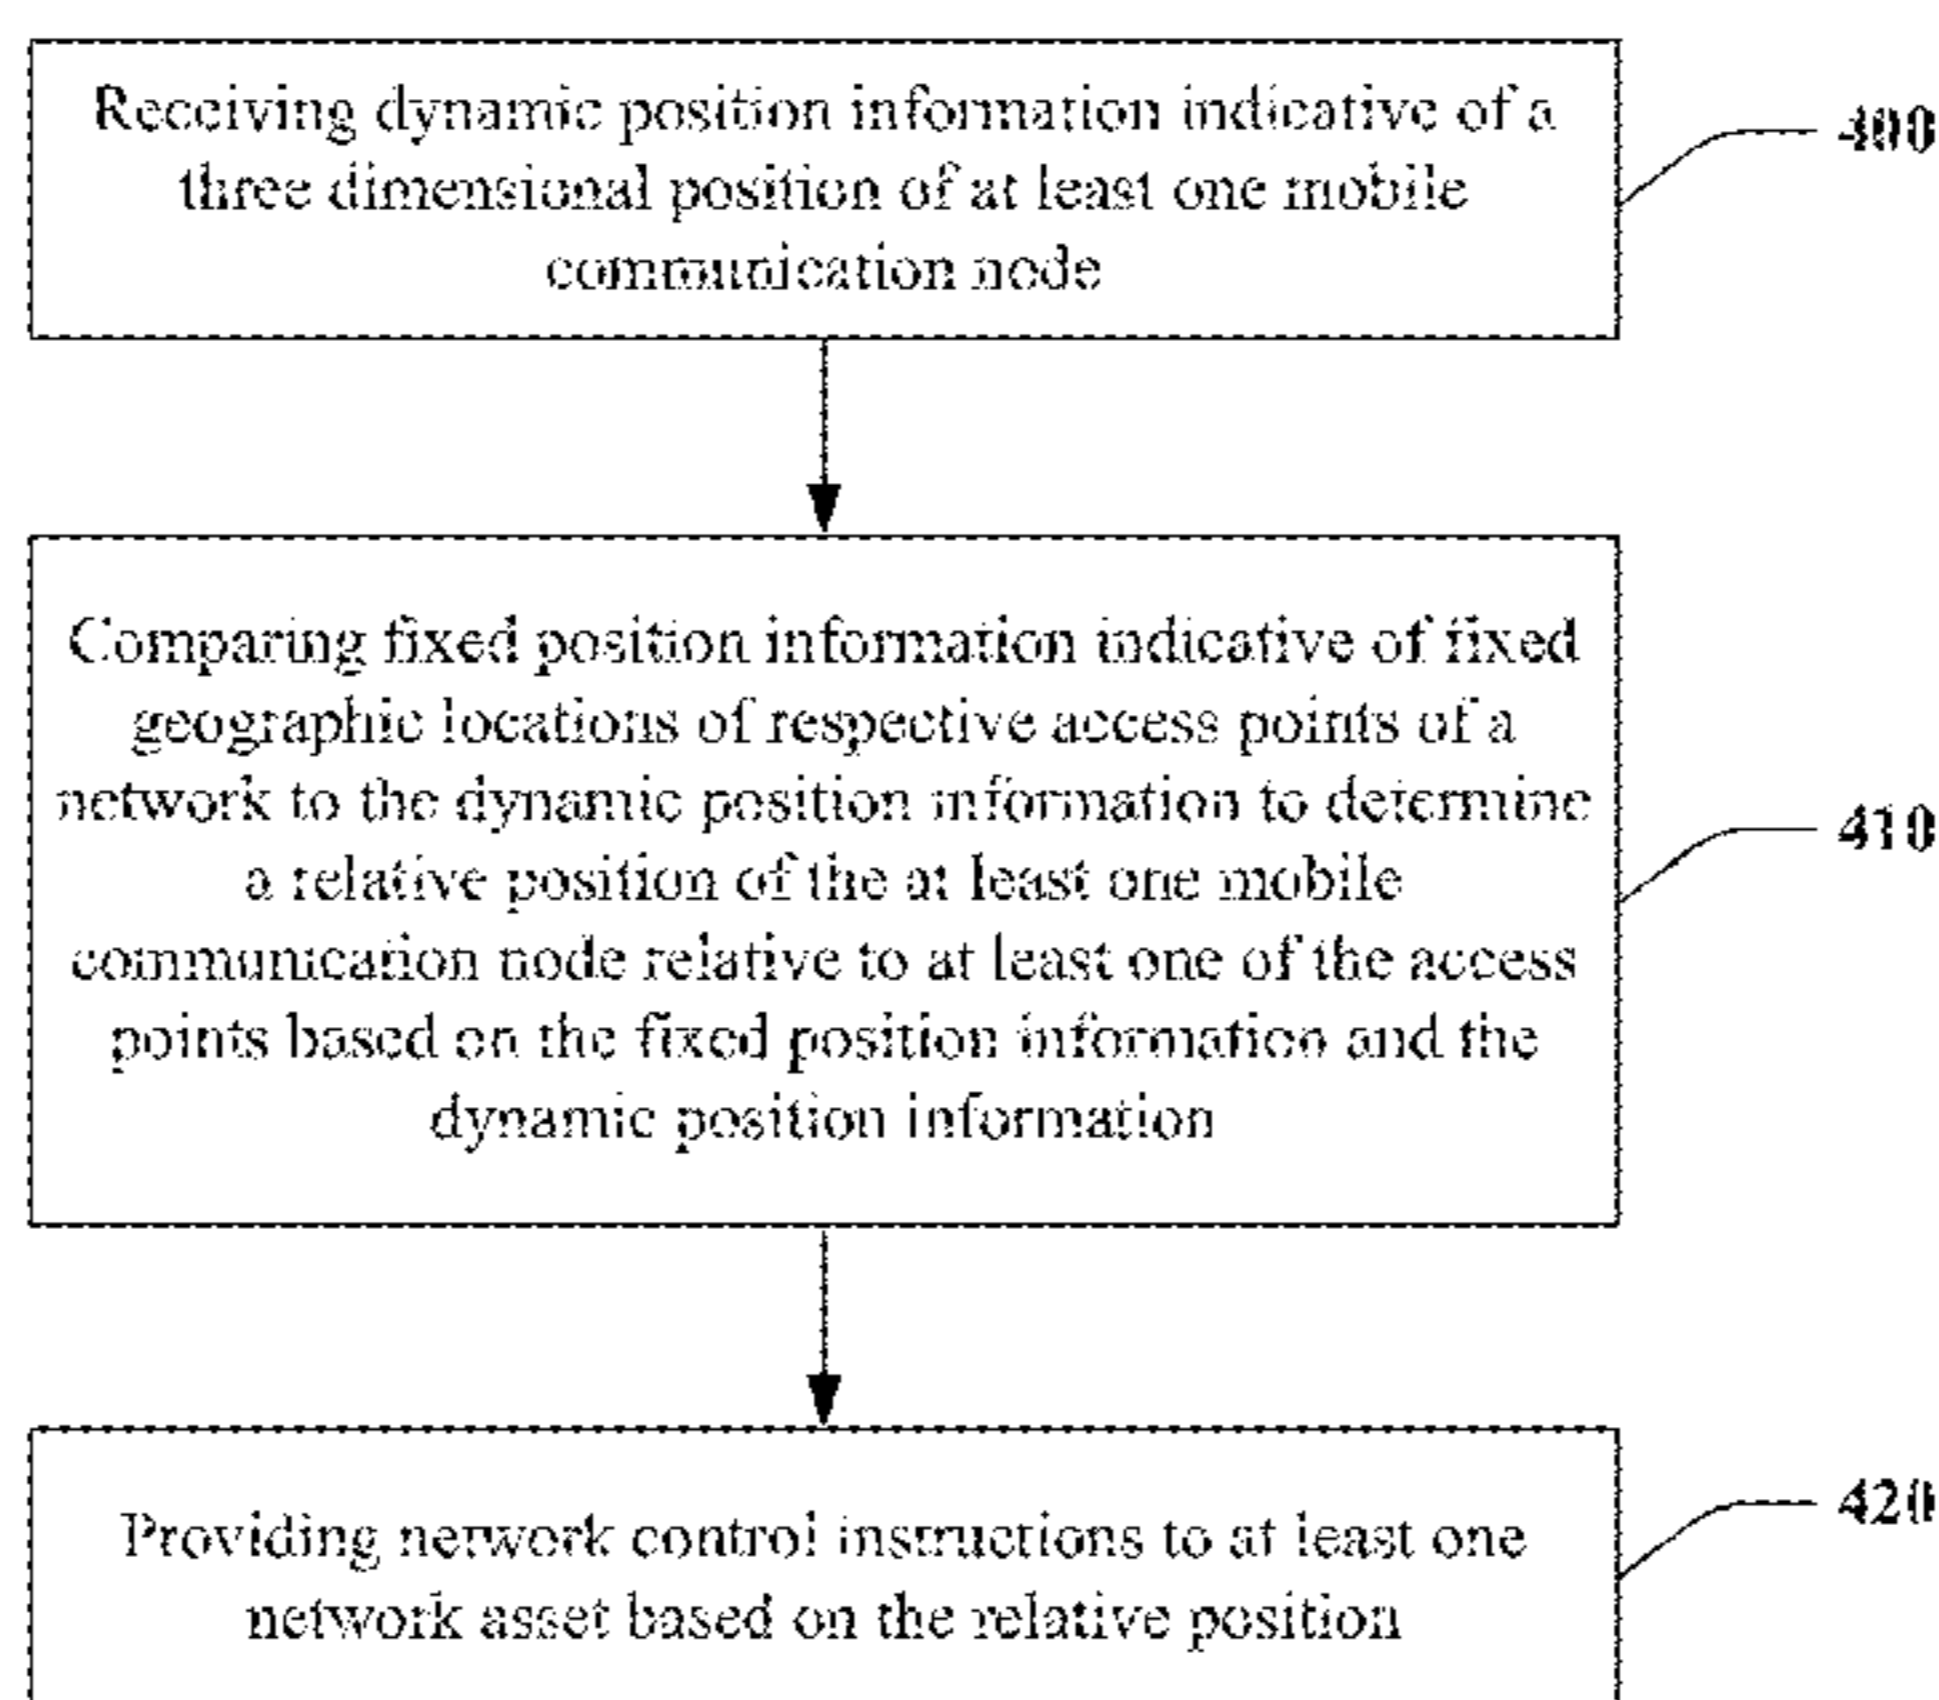 Receiving dynamic position information indicative of a
three dimensional position of at least one mobile
communication node
400
Comparing fixed position information indicative of fixed
geographic locations of respective access points of a
network to the dynamic position information to determine
a relative position of the at least one mobile
communication node relative to at least one of the access
points based on the fixed position information and the
dynamic position information
410
Providing network control instructions to at least one
network asset based on the relative position
420